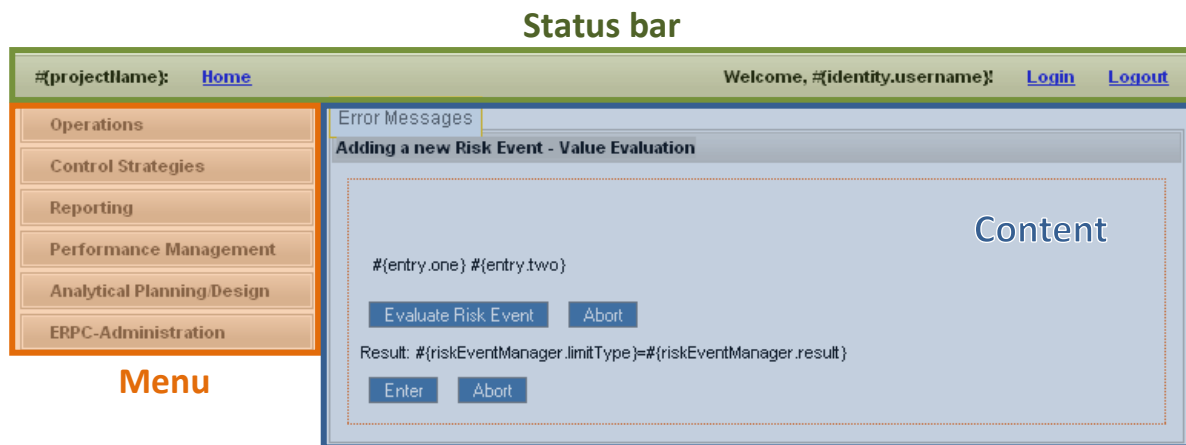 Status bar
#{projectName}: Home Welcome, #{identity.username}! Login Logout
Operations
Control Strategies
Reporting
Performance Management
Analytical Planning/Design
ERPC-Administration
Menu
Error Messages
Adding a new Risk Event - Value Evaluation
Content
#{entry.one} #{entry.two}
Evaluate Risk Event Abort
Result: #{riskEventManager.limitType}=#{riskEventManager.result}
Enter Abort